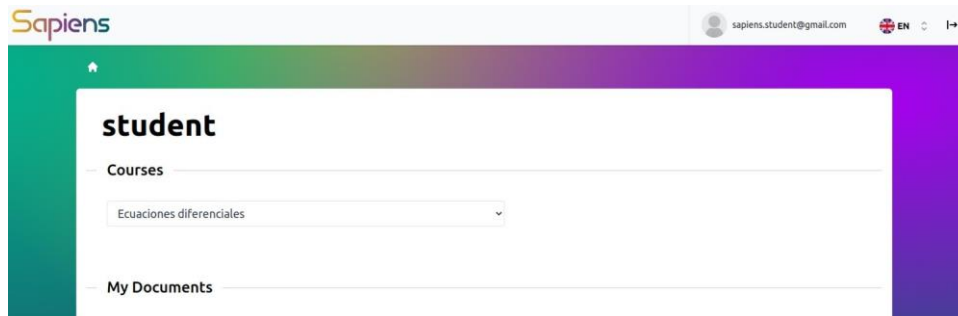 Sapiens
sapiens.student@gmail.com EN
student
Courses
Ecuaciones diferenciales
My Documents